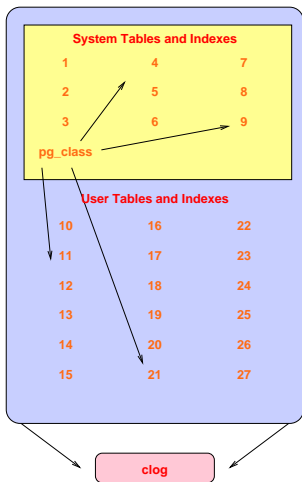 System Tables and Indexes
1 4 7
2 5 8
3 6 9
pg_class
User Tables and Indexes
10 16 22
11 17 23
12 18 24
13 19 25
14 20 26
15 21 27
clog